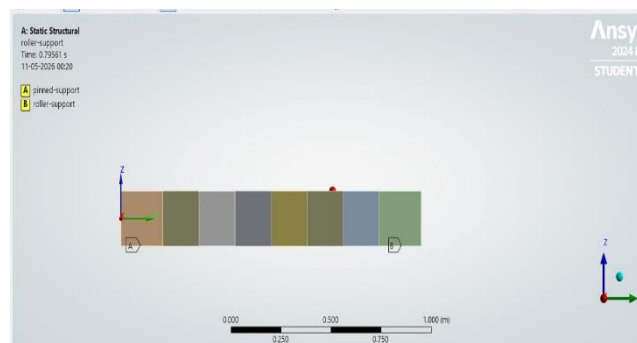 A: Static Structural
roller-support
Time: 0.79561 s
11-05-2026 00:20
A pinned-support
B roller-support
Ansy
2024
STUDENT
Z
A
B
Z
0.000
0.500
1.000 (m)
0.250
0.750